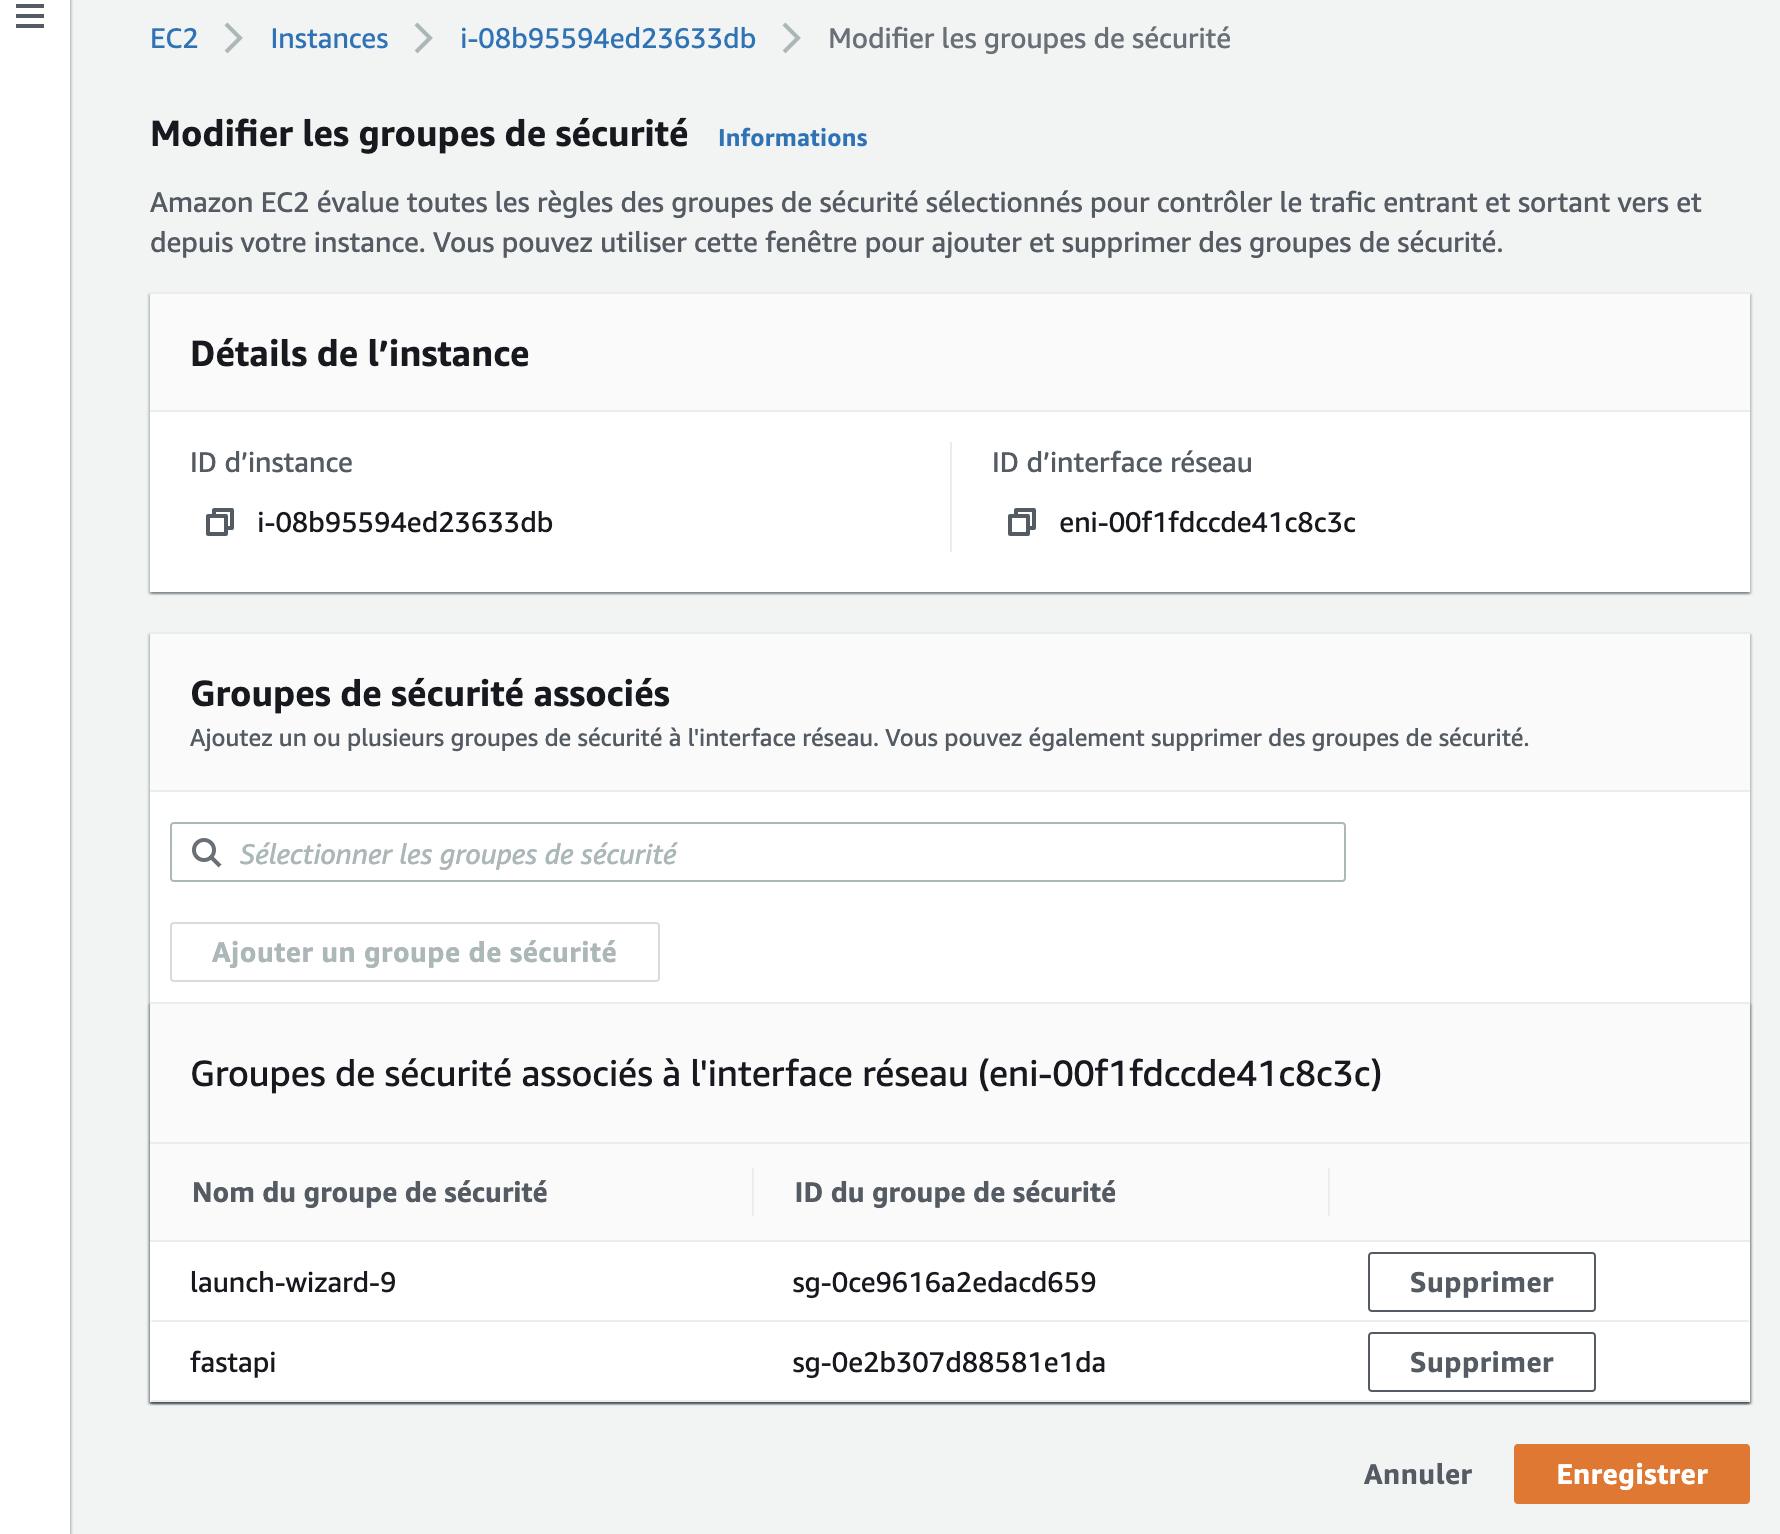 EC2 > Instances > i-08b95594ed23633db > Modifier les groupes de sécurité
Modifier les groupes de sécurité Informations
Amazon EC2 évalue toutes les règles des groupes de sécurité sélectionnés pour contrôler le trafic entrant et sortant vers et
depuis votre instance. Vous pouvez utiliser cette fenêtre pour ajouter et supprimer des groupes de sécurité.
Détails de l’instance
ID d’instance
i-08b95594ed23633db
ID d’interface réseau
eni-00f1fdccde41c8c3c
Groupes de sécurité associés
Ajoutez un ou plusieurs groupes de sécurité à l'interface réseau. Vous pouvez également supprimer des groupes de sécurité.
Sélectionner les groupes de sécurité
Ajouter un groupe de sécurité
Groupes de sécurité associés à l'interface réseau (eni-00f1fdccde41c8c3c)
Nom du groupe de sécurité ID du groupe de sécurité
launch-wizard-9 sg-0ce9616a2edacd659 Supprimer
fastapi sg-0e2b307d88581e1da Supprimer
Annuler Enregistrer